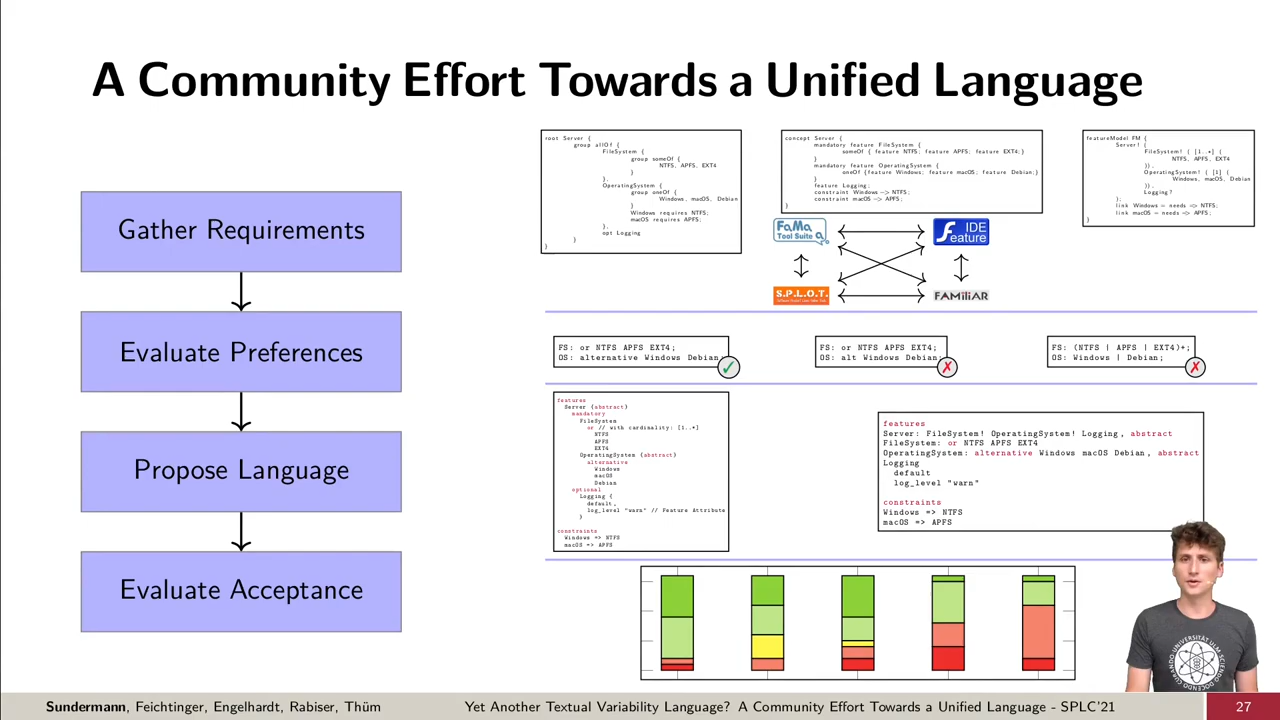 A Community Effort Towards a Unified Language
Gather Requirements
Evaluate Preferences
Propose Language
Evaluate Acceptance
root Server {
group allOf {
FileSystem {
group someOf {
NTFS, APFS, EXT4
}
},
OperatingSystem {
group oneOf {
Windows, macOS, Debian
}
Windows requires NTFS;
macOS requires APFS;
},
opt Logging
}
}
concept Server {
mandatory feature FileSystem {
someOf { feature NTFS; feature APFS; feature EXT4;}
}
mandatory feature OperatingSystem {
oneOf {feature Windows; feature macOS; feature Debian;}
}
feature Logging;
constraint Windows —> NTFS;
constraint macOS —> APFS;
}
featureModel FM {
Server! {
FileSystem! { [1..*] {
NTFS, APFS, EXT4
}},
OperatingSystem! { [1] {
Windows, macOS, Debian
}},
Logging?
};
link Windows = needs => NTFS;
link macOS = needs => APFS;
}
FaMa
Tool Suite
IDE
Feature
S.P.L.O.T.
FAMiLiAR
FS: or NTFS APFS EXT4;
OS: alternative Windows Debian;
FS: or NTFS APFS EXT4;
OS: alt Windows Debian;
FS: (NTFS | APFS | EXT4)+;
OS: Windows | Debian;
features
Server {abstract}
mandatory
FileSystem
or // with cardinality: [1..*]
NTFS
APFS
EXT4
OperatingSystem {abstract}
alternative
Windows
macOS
Debian
optional
Logging {
default,
log_level "warn" // Feature Attribute
}
constraints
Windows => NTFS
macOS => APFS
features
Server: FileSystem! OperatingSystem! Logging, abstract
FileSystem: or NTFS APFS EXT4
OperatingSystem: alternative Windows macOS Debian, abstract
Logging
default
log_level "warn"
constraints
Windows => NTFS
macOS => APFS
CURANDO · UNIVERSITÄT ULM · SCIENDO · DOCENDO
Sundermann, Feichtinger, Engelhardt, Rabiser, Thüm
Yet Another Textual Variability Language? A Community Effort Towards a Unified Language - SPLC'21
27